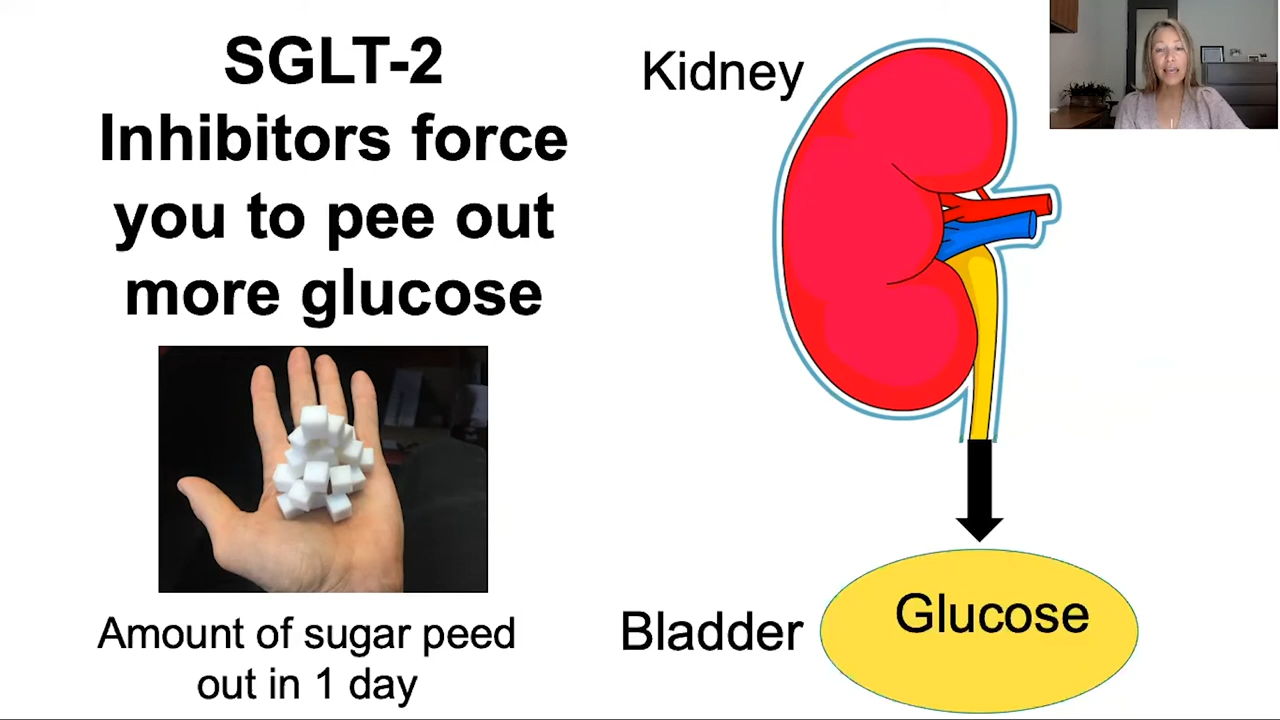 SGLT-2
Inhibitors force
you to pee out
more glucose
Amount of sugar peed
out in 1 day
Kidney
Bladder
Glucose